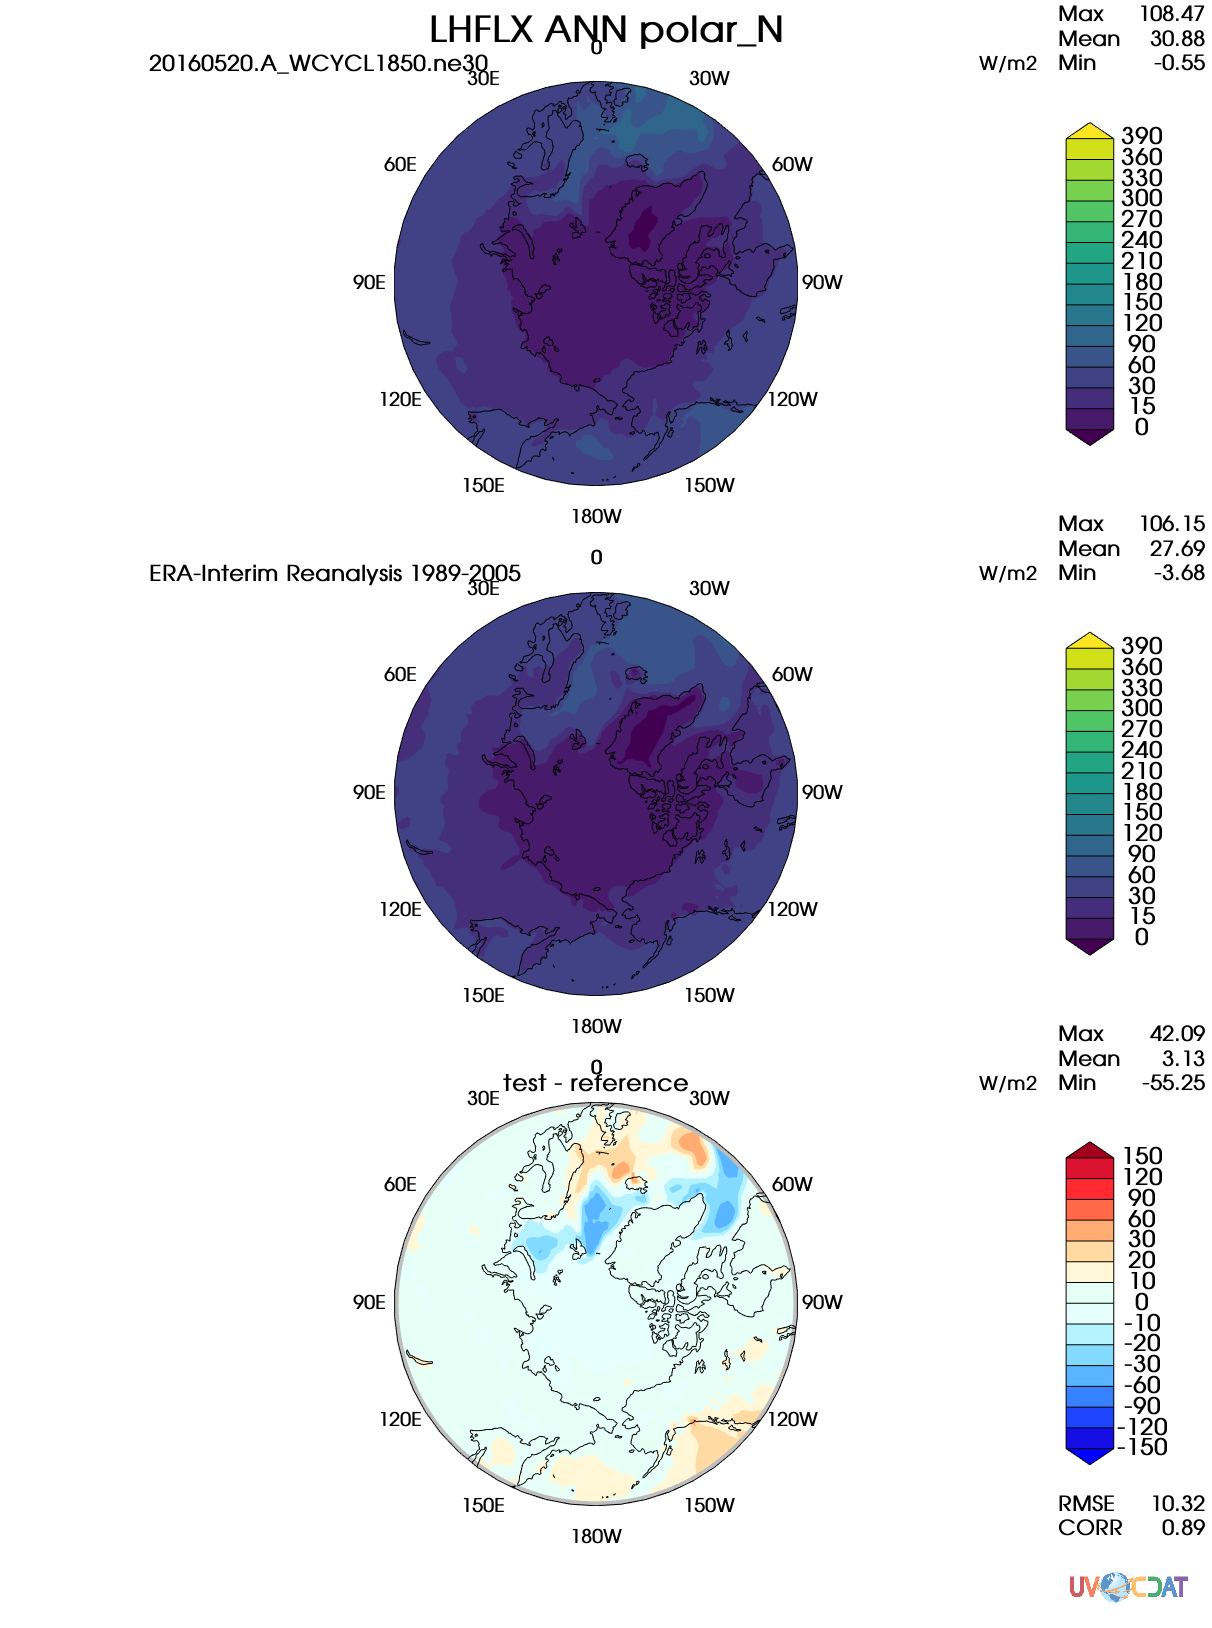 LHFLX ANN polar_N
20160520.A_WCYCL1850.ne30
W/m2
Max 108.47
Mean 30.88
Min -0.55
0
30E
30W
60E
60W
90E
90W
120E
120W
150E
150W
180W
390
360
330
300
270
240
210
180
150
120
90
60
30
15
0
ERA-Interim Reanalysis 1989-2005
W/m2
Max 106.15
Mean 27.69
Min -3.68
0
30E
30W
60E
60W
90E
90W
120E
120W
150E
150W
180W
390
360
330
300
270
240
210
180
150
120
90
60
30
15
0
test - reference
W/m2
Max 42.09
Mean 3.13
Min -55.25
0
30E
30W
60E
60W
90E
90W
120E
120W
150E
150W
180W
150
120
90
60
30
20
10
0
-10
-20
-30
-60
-90
-120
-150
RMSE 10.32
CORR 0.89
UV CDAT